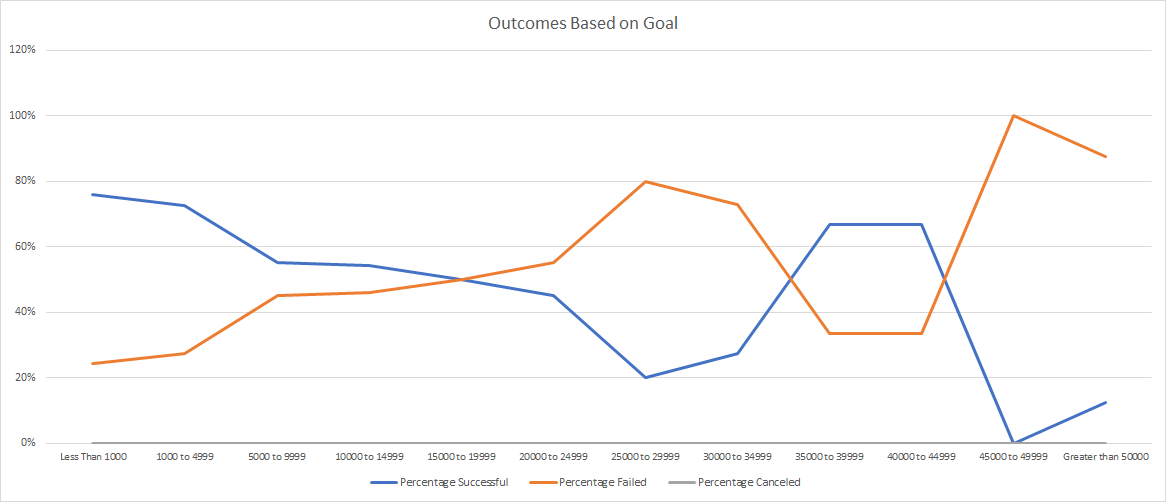 Outcomes Based on Goal
120%
100%
80%
60%
40%
20%
0%
Less Than 1000 1000 to 4999 5000 to 9999 10000 to 14999 15000 to 19999 20000 to 24999 25000 to 29999 30000 to 34999 35000 to 39999 40000 to 44999 45000 to 49999 Greater than 50000
Percentage Successful Percentage Failed Percentage Canceled